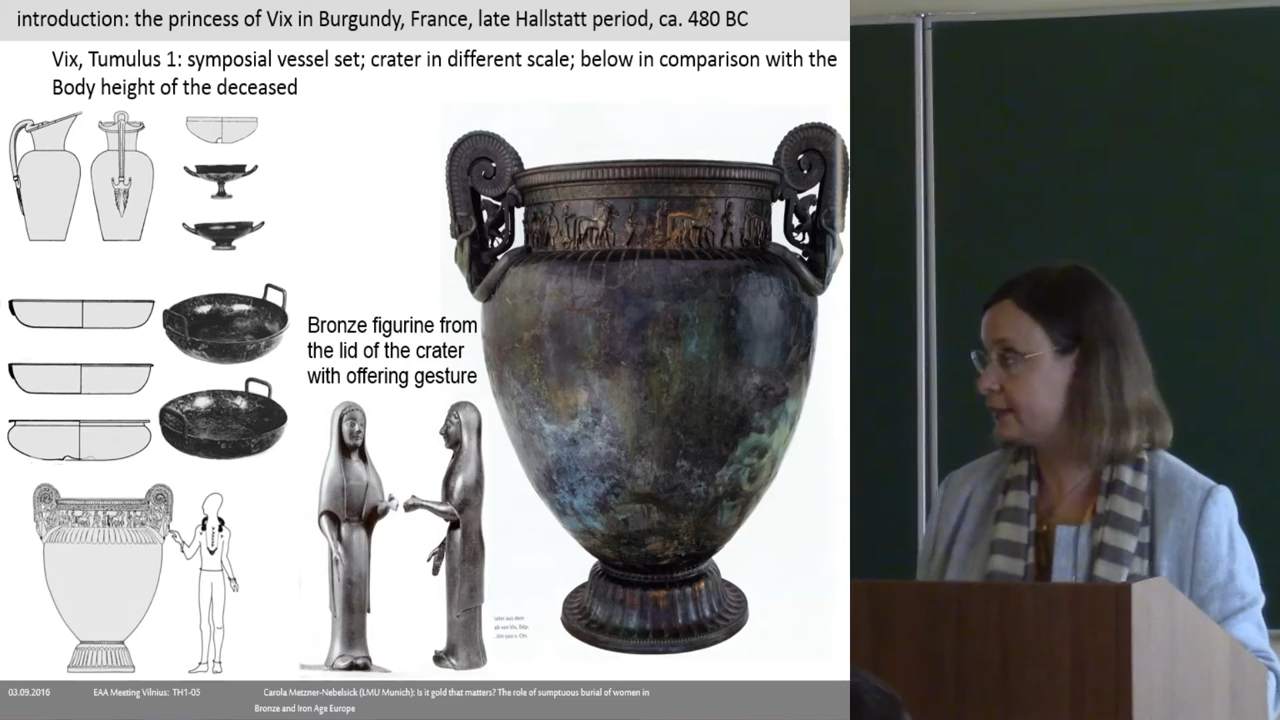 introduction: the princess of Vix in Burgundy, France, late Hallstatt period, ca. 480 BC
Vix, Tumulus 1: symposial vessel set; crater in different scale; below in comparison with the
Body height of the deceased
Bronze figurine from
the lid of the crater
with offering gesture
03.09.2016 EAA Meeting Vilnius: TH1-05 Carola Metzner-Nebelsick (LMU Munich): Is it gold that matters? The role of sumptuous burial of women in
Bronze and Iron Age Europe